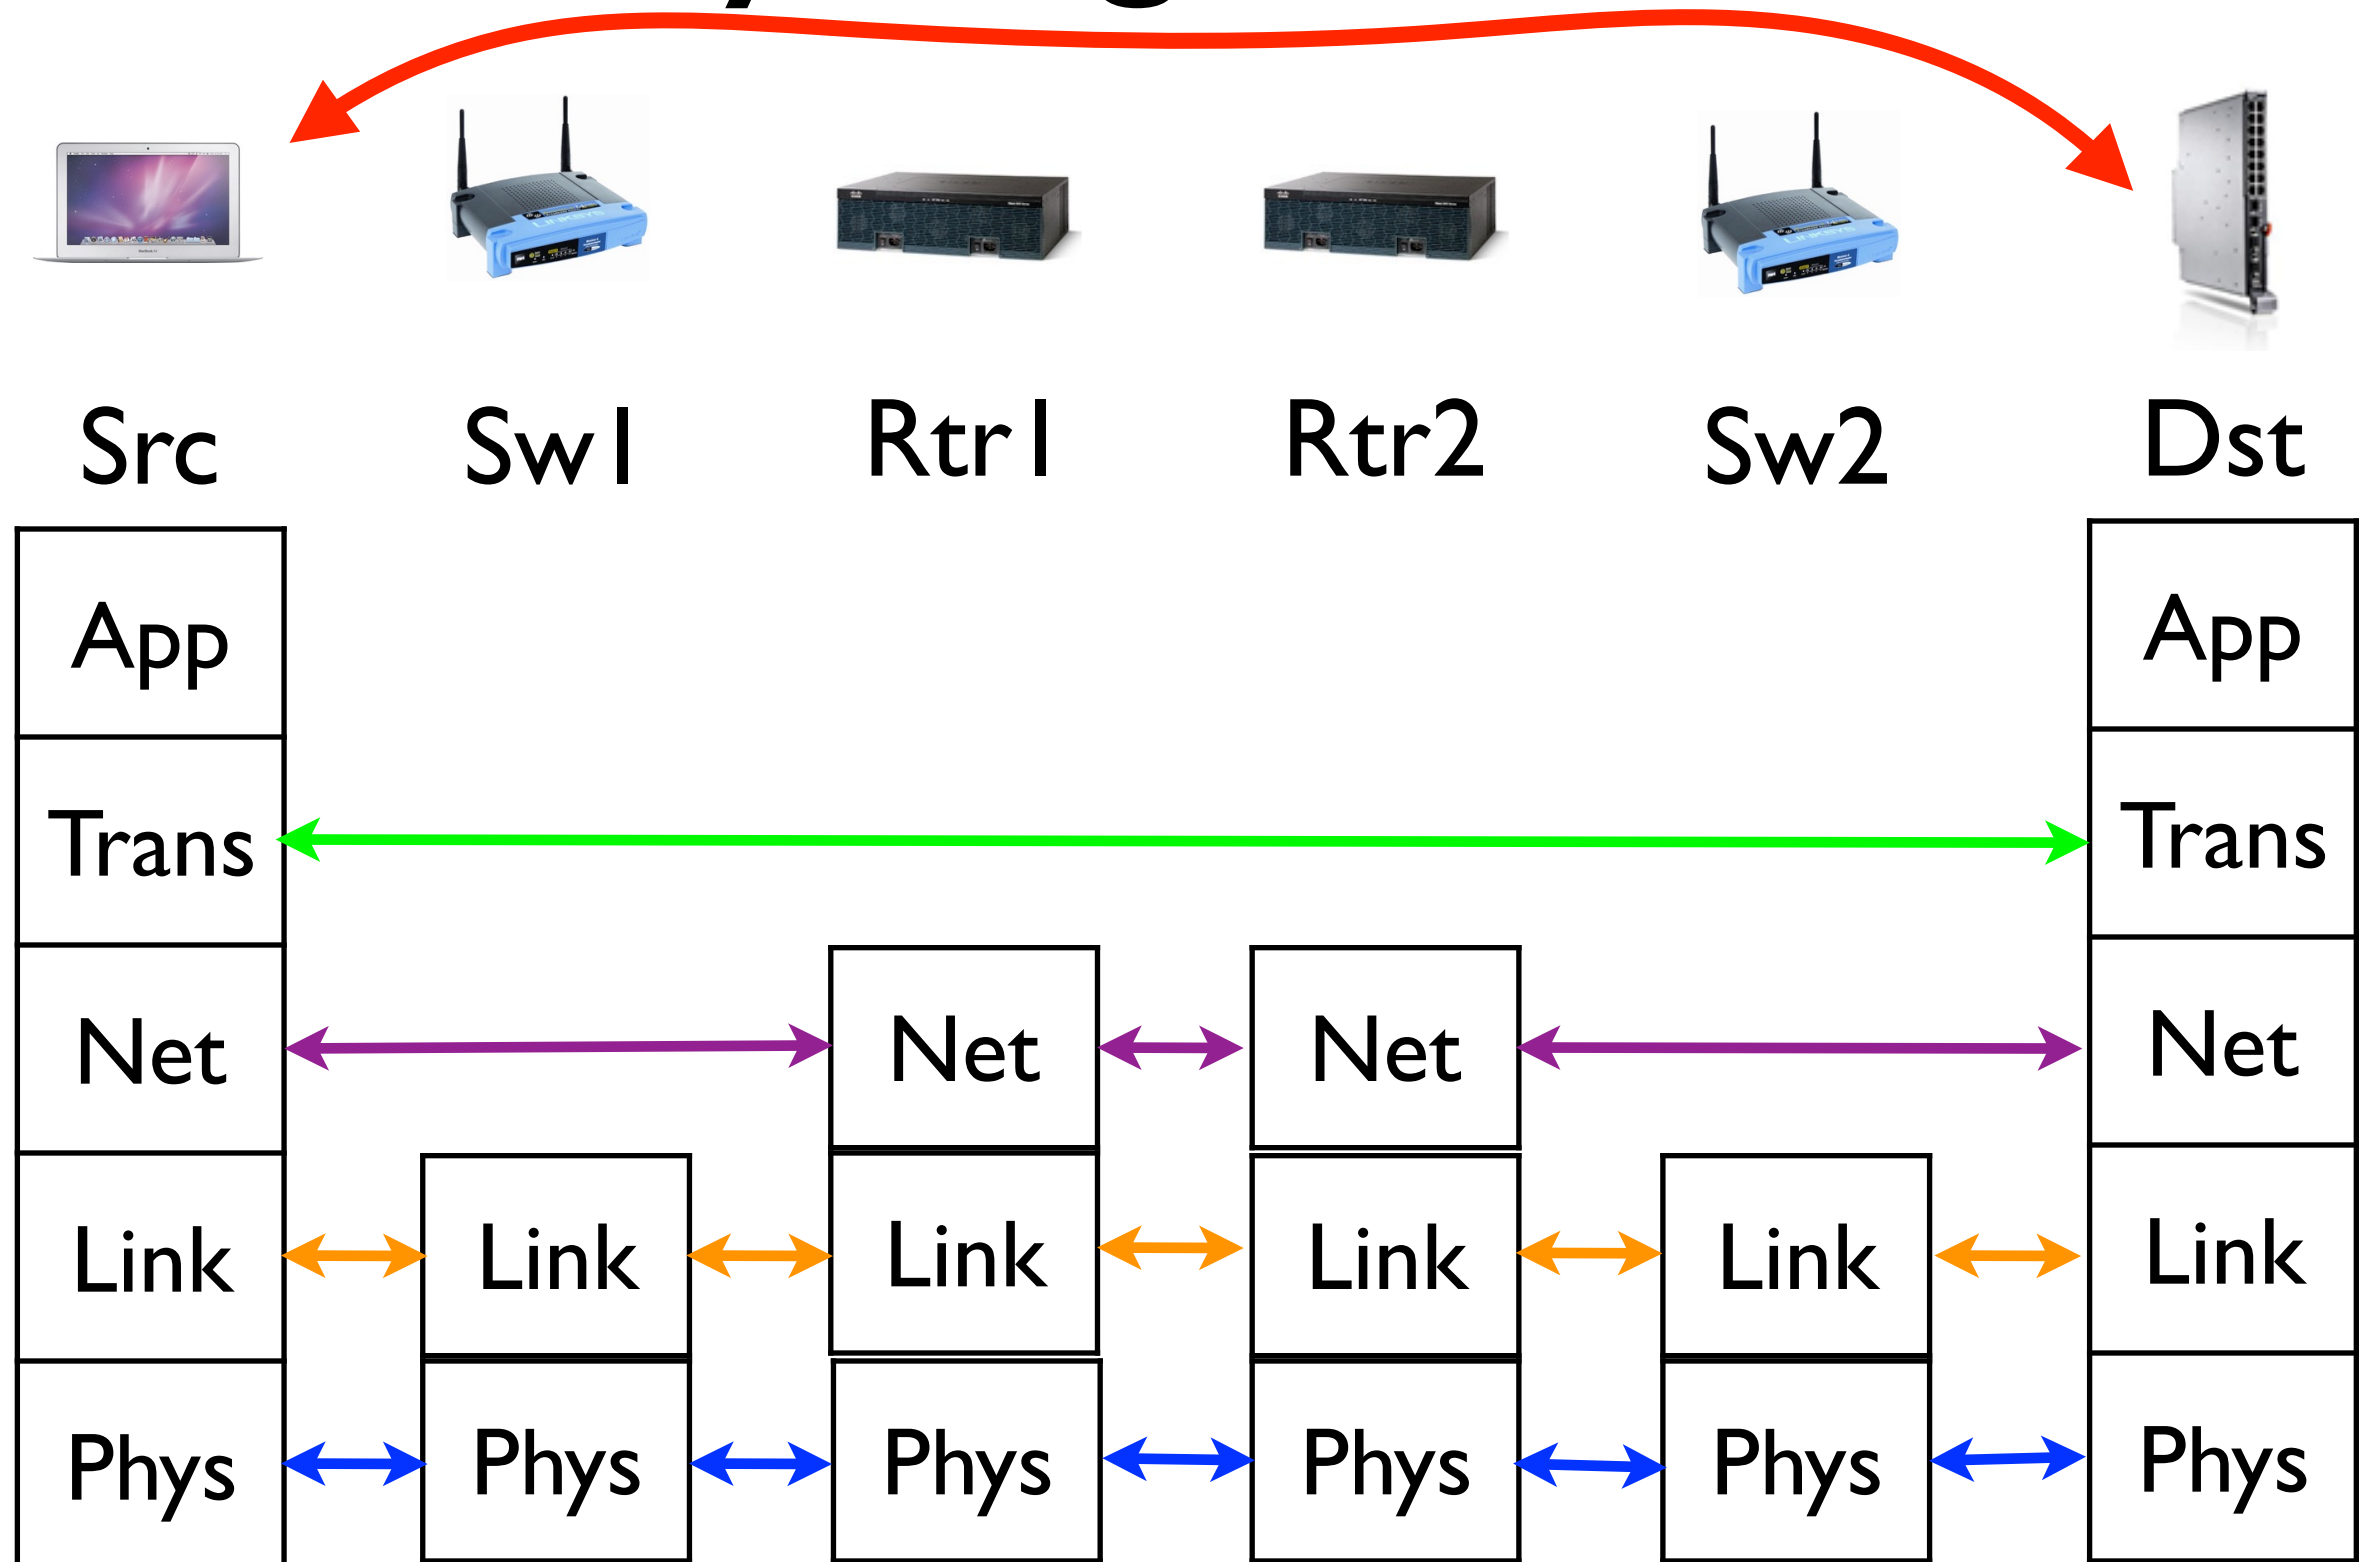 Src Sw1 Rtr1 Rtr2 Sw2 Dst
App App
Trans Trans
Net Net Net Net
Link Link Link Link Link Link
Phys Phys Phys Phys Phys Phys